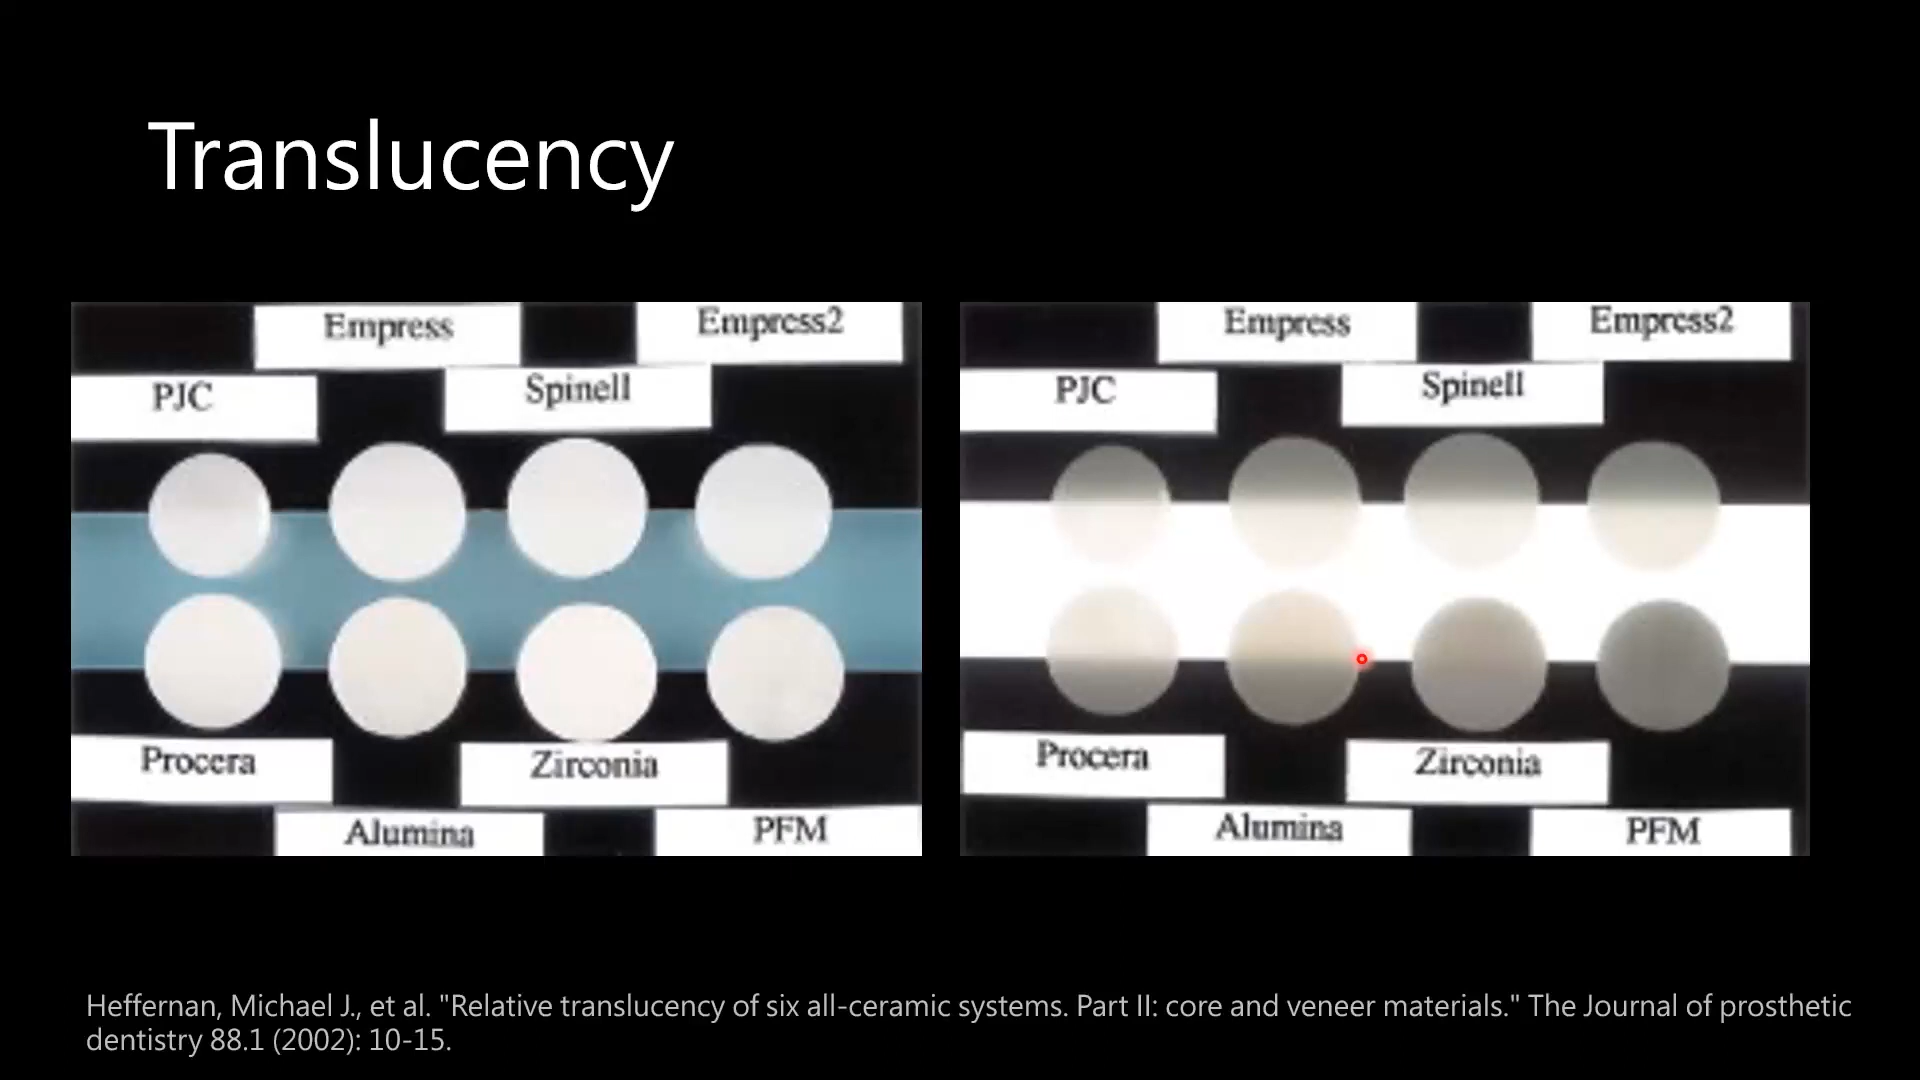 Translucency
Empress
Empress2
PJC
Spinell
Procera
Zirconia
Alumina
PFM
Empress
Empress2
PJC
Spinell
Procera
Zirconia
Alumina
PFM
Heffernan, Michael J., et al. "Relative translucency of six all-ceramic systems. Part II: core and veneer materials." The Journal of prosthetic
dentistry 88.1 (2002): 10-15.